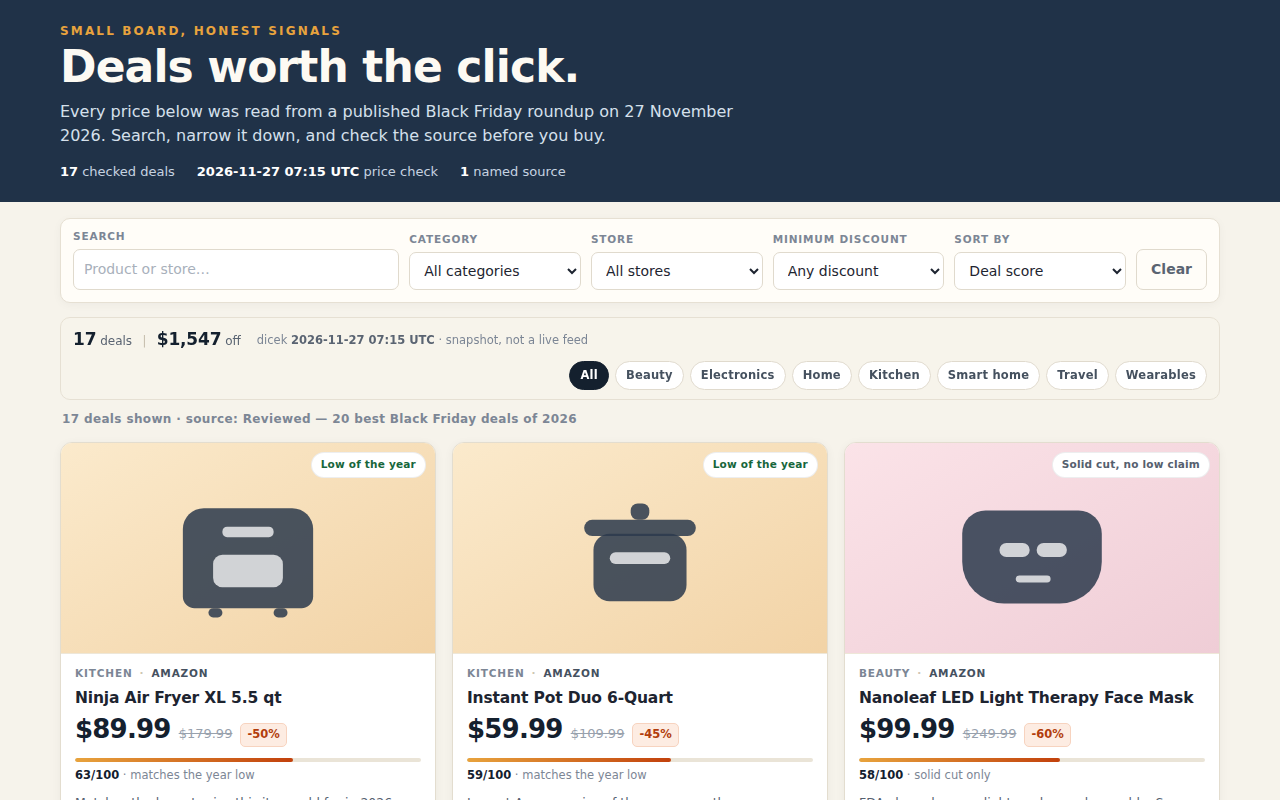 SMALL BOARD, HONEST SIGNALS
Deals worth the click.
Every price below was read from a published Black Friday roundup on 27 November
2026. Search, narrow it down, and check the source before you buy.
17 checked deals 2026-11-27 07:15 UTC price check 1 named source
SEARCH CATEGORY STORE MINIMUM DISCOUNT SORT BY
Product or store... All categories All stores Any discount Deal score Clear
17 deals | $1,547 off dicek 2026-11-27 07:15 UTC · snapshot, not a live feed
All Beauty Electronics Home Kitchen Smart home Travel Wearables
17 deals shown · source: Reviewed — 20 best Black Friday deals of 2026
Low of the year
KITCHEN · AMAZON
Ninja Air Fryer XL 5.5 qt
$89.99 $179.99 -50%
63/100 · matches the year low
Low of the year
KITCHEN · AMAZON
Instant Pot Duo 6-Quart
$59.99 $109.99 -45%
59/100 · matches the year low
Solid cut, no low claim
BEAUTY · AMAZON
Nanoleaf LED Light Therapy Face Mask
$99.99 $249.99 -60%
58/100 · solid cut only